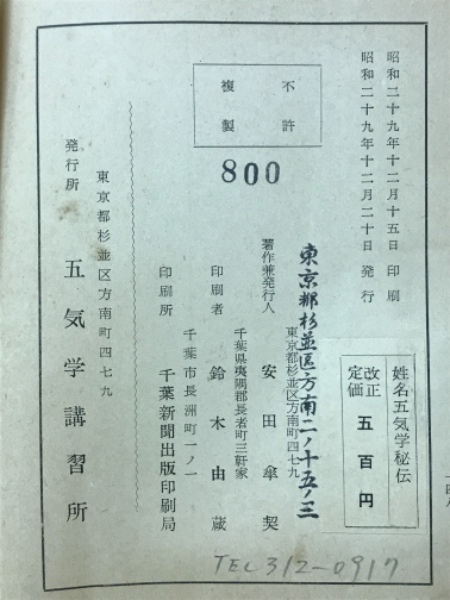 昭和二十九年十二月十五日 印刷
昭和二十九年十二月二十日 発行
姓名五気学秘伝
改正定価 五百円
不許
複製
800
東京都杉並区方南二ノ十五ノ三
東京都杉並区方南町四七九
著作兼発行人 安田傘契
千葉県夷隅郡長者町三軒家
印刷者 鈴木由蔵
千葉市長洲町一ノ一
印刷所 千葉新聞出版印刷局
東京都杉並区方南町四七九
発行所 五気学講習所
TEL 312-0917